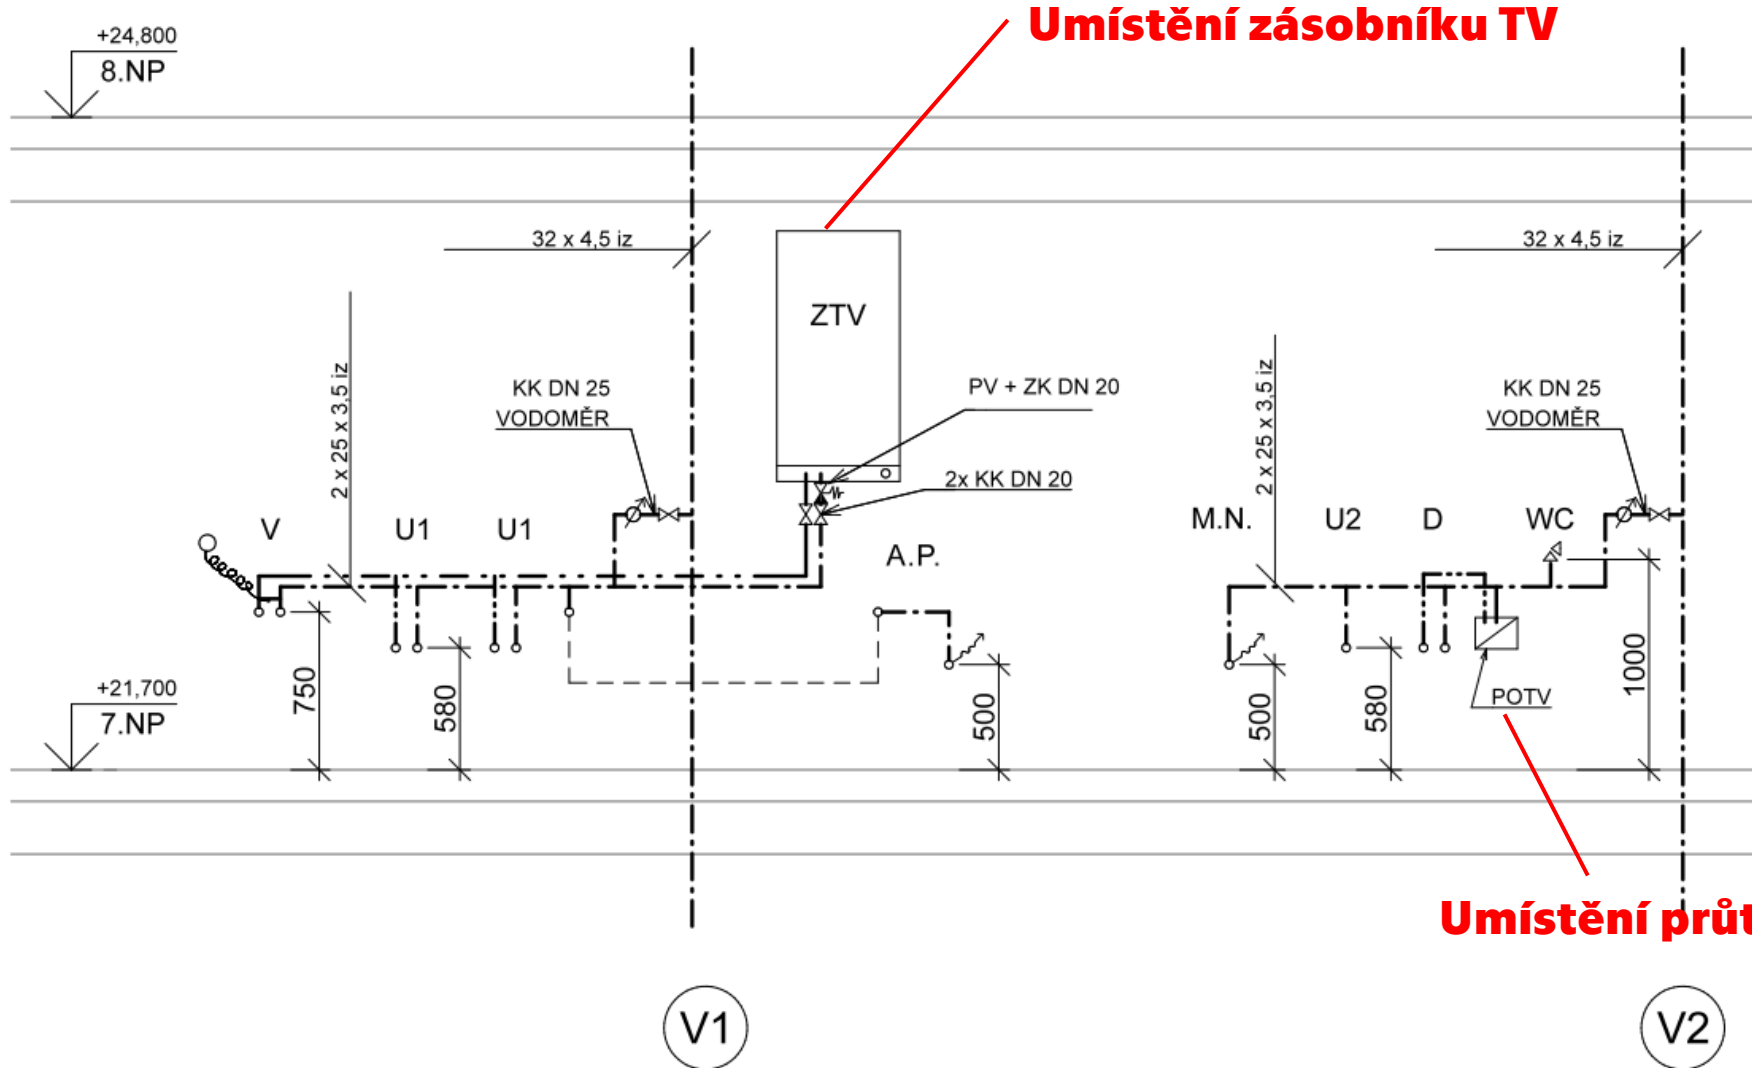 Umístění zásobníku TV
+24,800
8.NP
32 x 4,5 iz
32 x 4,5 iz
ZTV
2 x 25 x 3,5 iz
KK DN 25
VODOMĚR
PV + ZK DN 20
2x KK DN 20
2 x 25 x 3,5 iz
KK DN 25
VODOMĚR
V
U1
U1
A.P.
M.N.
U2
D
WC
+21,700
7.NP
750
580
500
500
580
POTV
1000
Umístění průt
V1
V2